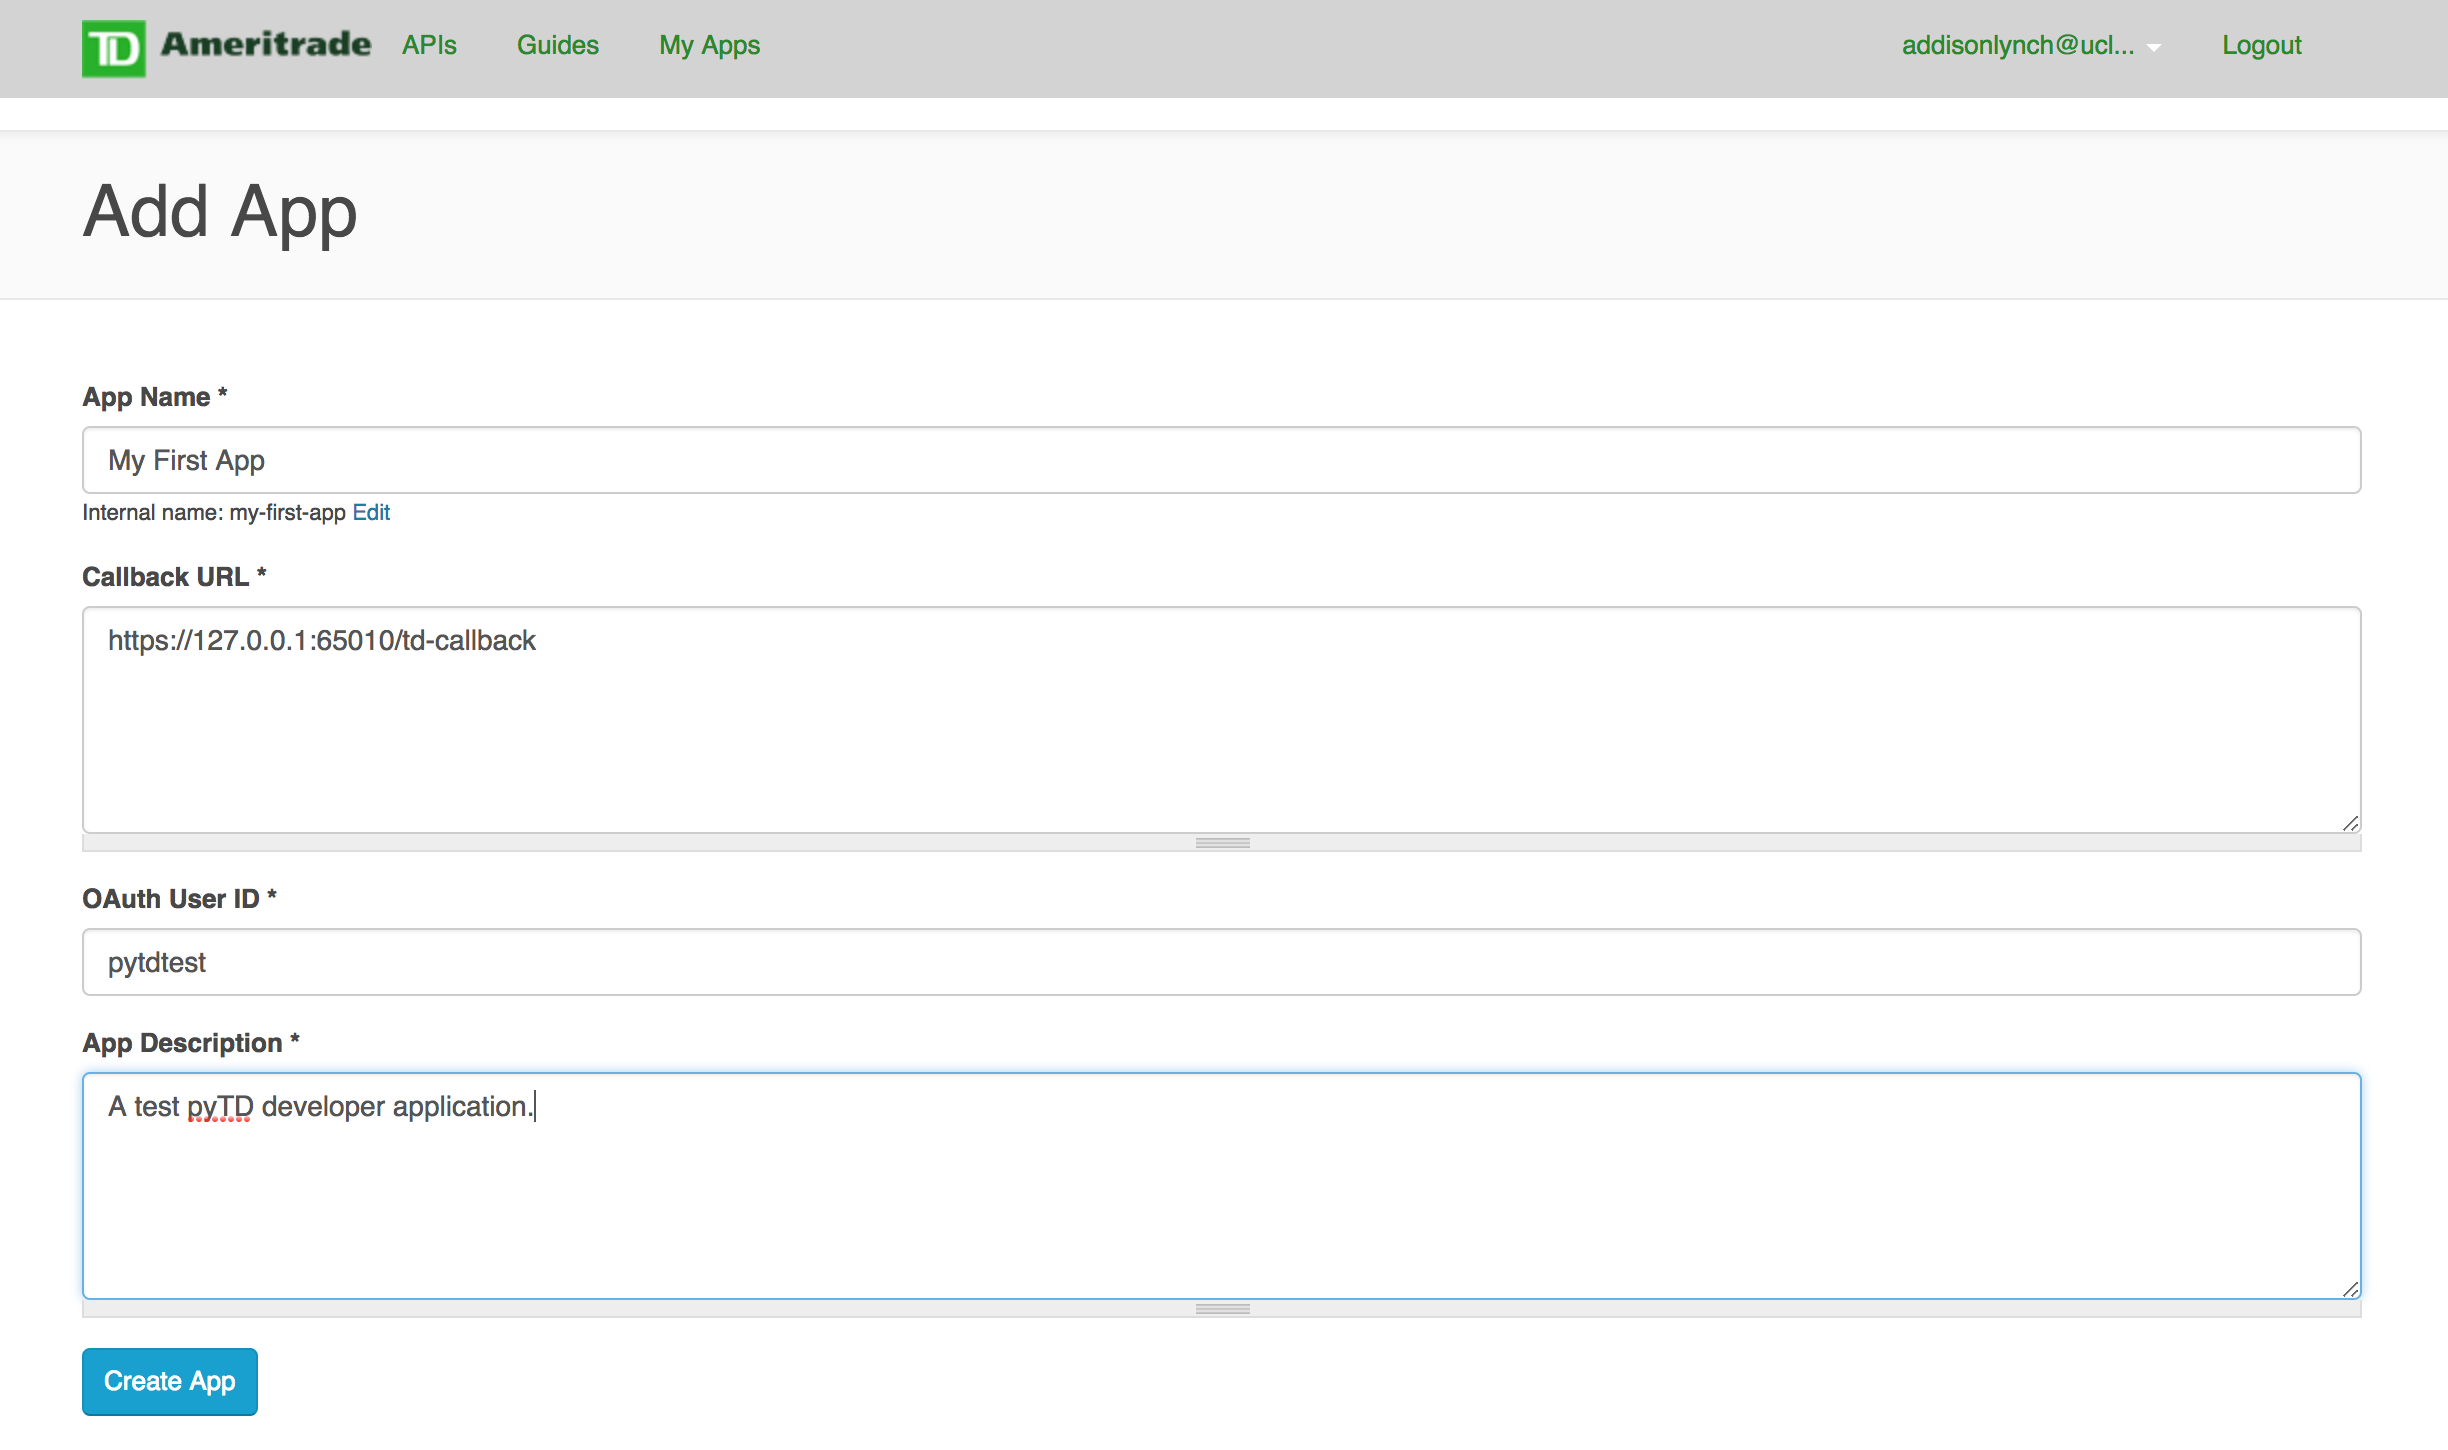 TD Ameritrade APIs Guides My Apps addisonlynch@ucl... Logout
Add App
App Name *
My First App
Internal name: my-first-app Edit
Callback URL *
https://127.0.0.1:65010/td-callback
OAuth User ID *
pytdtest
App Description *
A test pyTD developer application.
Create App